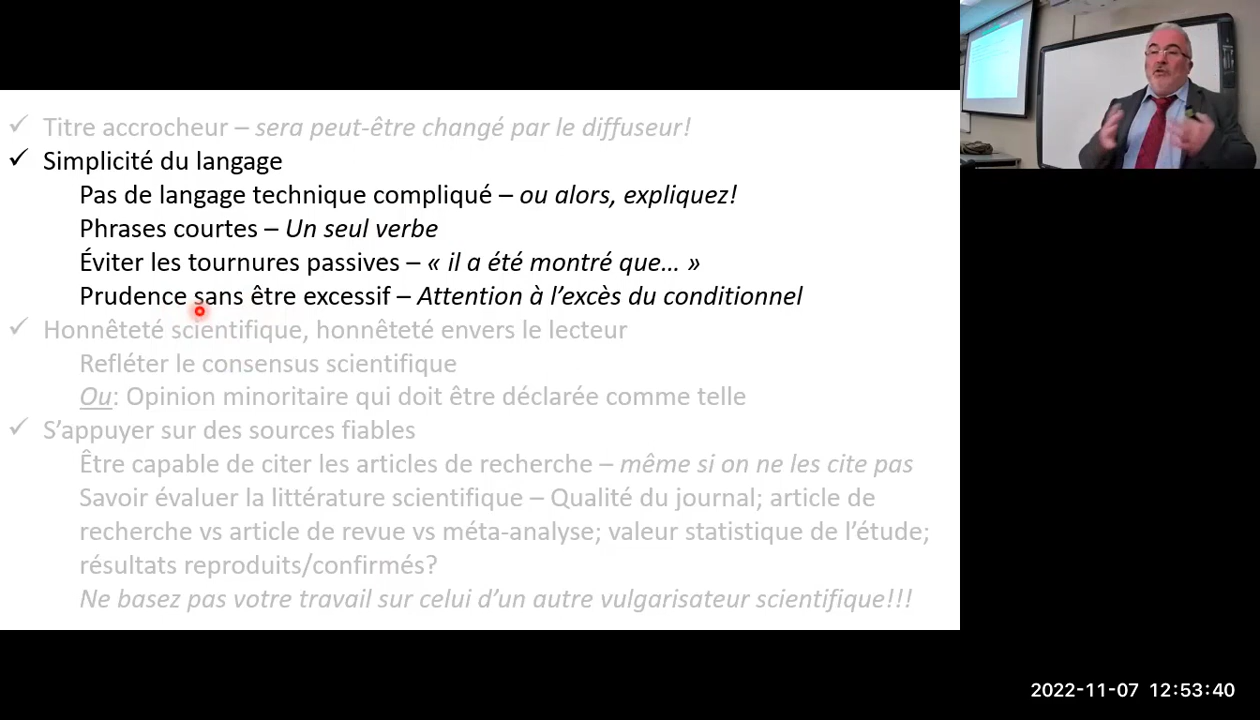 ✓ Titre accrocheur – sera peut-être changé par le diffuseur!
✓ Simplicité du langage
Pas de langage technique compliqué – ou alors, expliquez!
Phrases courtes – Un seul verbe
Éviter les tournures passives – « il a été montré que... »
Prudence sans être excessif – Attention à l'excès du conditionnel
✓ Honnêteté scientifique, honnêteté envers le lecteur
Refléter le consensus scientifique
Ou: Opinion minoritaire qui doit être déclarée comme telle
✓ S'appuyer sur des sources fiables
Être capable de citer les articles de recherche – même si on ne les cite pas
Savoir évaluer la littérature scientifique – Qualité du journal; article de
recherche vs article de revue vs méta-analyse; valeur statistique de l'étude;
résultats reproduits/confirmés?
Ne basez pas votre travail sur celui d'un autre vulgarisateur scientifique!!!
2022-11-07 12:53:40